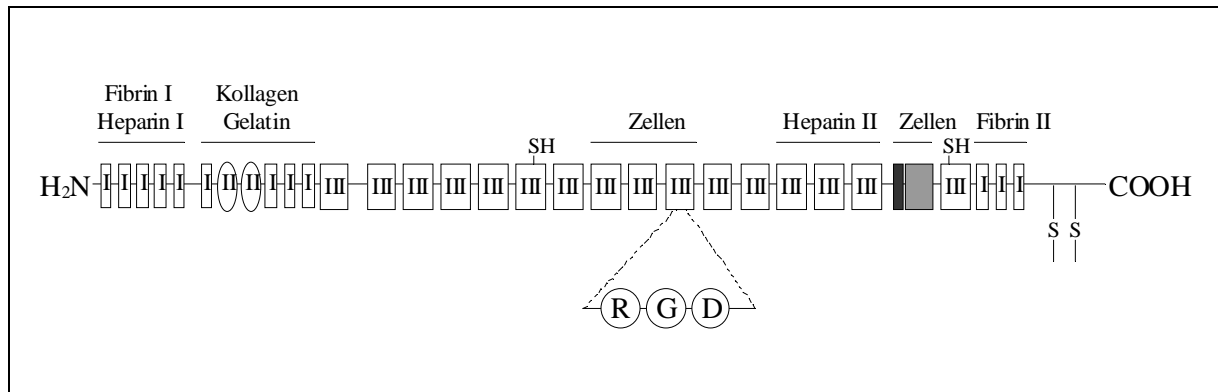 Fibrin I Kollagen
Heparin I Gelatin Zellen Heparin II Zellen Fibrin II
SH SH
H₂N I I I I I I II II I I I III III III III III III III III III III III III III III III III I I I COOH
S S
R G D